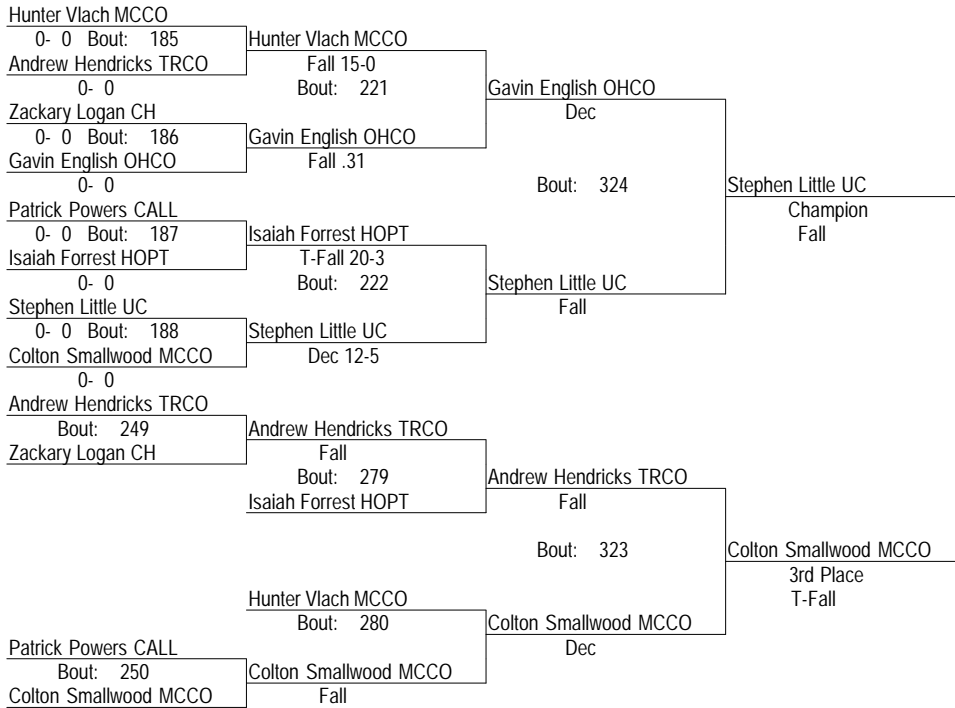 Hunter Vlach MCCO
0- 0 Bout: 185 Hunter Vlach MCCO
Andrew Hendricks TRCO Fall 15-0
0- 0 Bout: 221 Gavin English OHCO
Zackary Logan CH Dec
0- 0 Bout: 186 Gavin English OHCO
Gavin English OHCO Fall .31
0- 0 Bout: 324 Stephen Little UC
Patrick Powers CALL Champion
0- 0 Bout: 187 Isaiah Forrest HOPT Fall
Isaiah Forrest HOPT T-Fall 20-3
0- 0 Bout: 222 Stephen Little UC
Stephen Little UC Fall
0- 0 Bout: 188 Stephen Little UC
Colton Smallwood MCCO Dec 12-5
0- 0
Andrew Hendricks TRCO
Bout: 249 Andrew Hendricks TRCO
Zackary Logan CH Fall
Bout: 279 Andrew Hendricks TRCO
Isaiah Forrest HOPT Fall
Bout: 323 Colton Smallwood MCCO
3rd Place
Hunter Vlach MCCO T-Fall
Bout: 280 Colton Smallwood MCCO
Patrick Powers CALL Dec
Bout: 250 Colton Smallwood MCCO
Colton Smallwood MCCO Fall